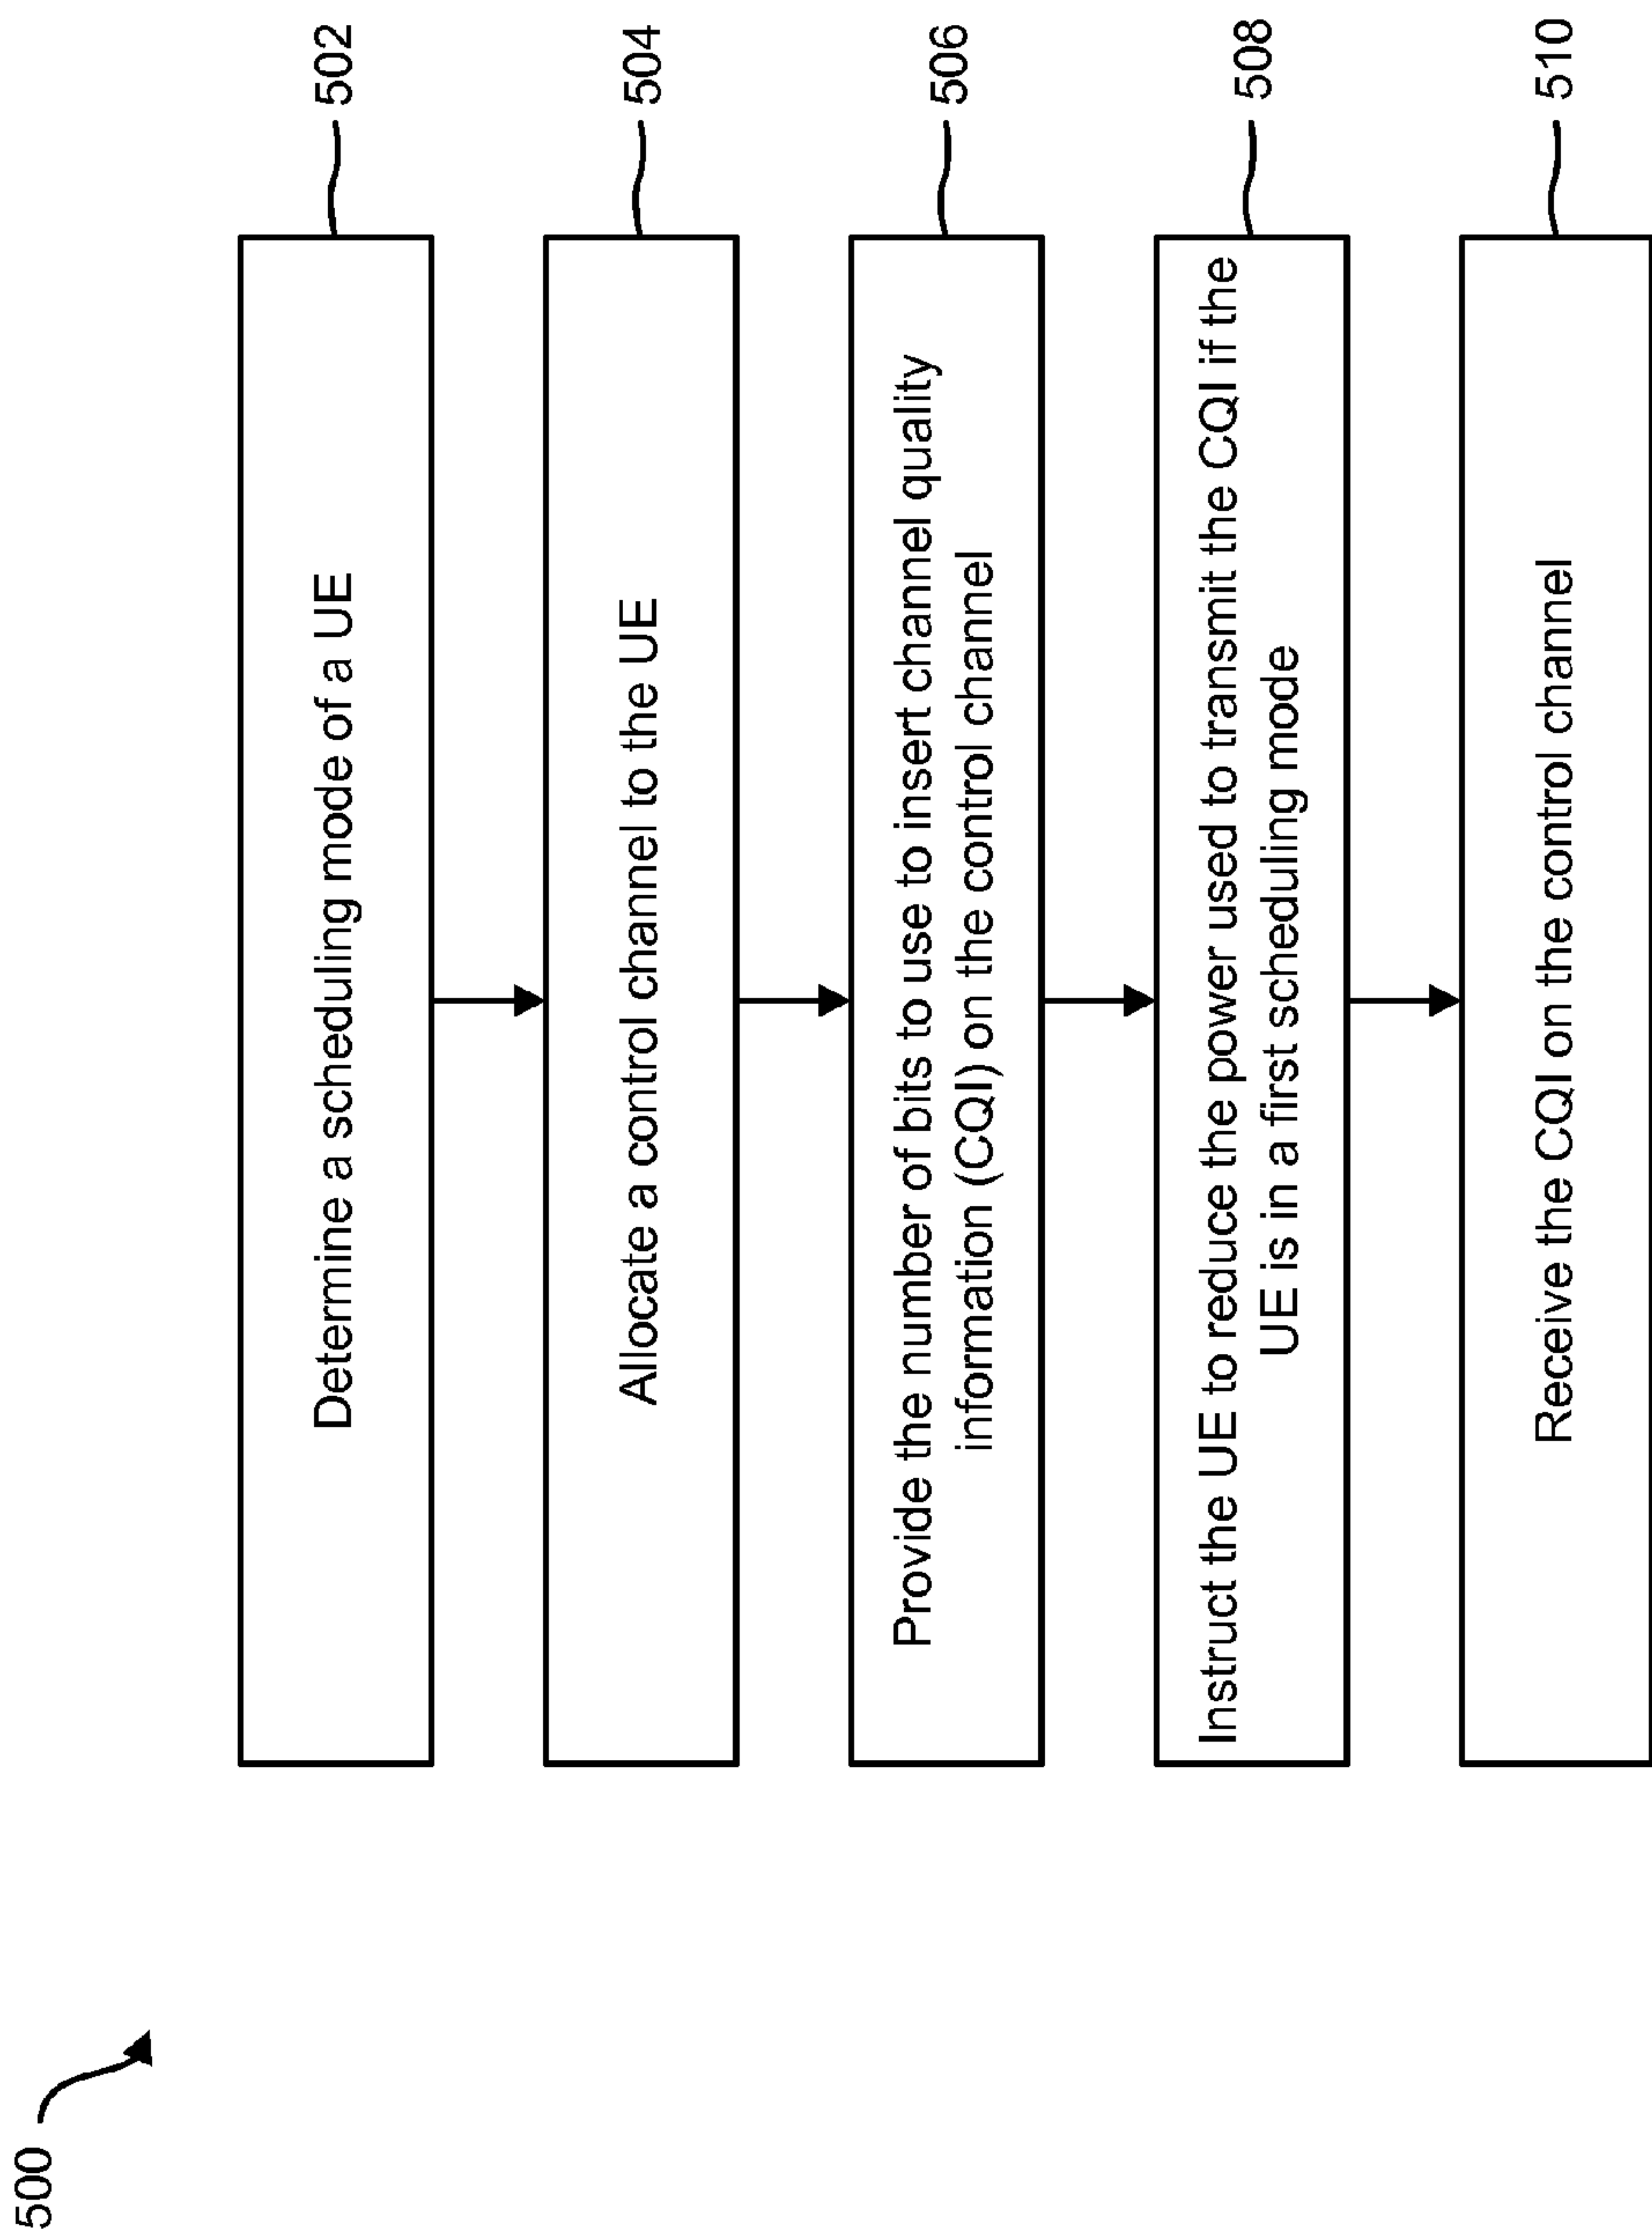 500
Determine a scheduling mode of a UE
502
Allocate a control channel to the UE
504
Provide the number of bits to use to insert channel quality
information (CQI) on the control channel
506
Instruct the UE to reduce the power used to transmit the CQI if the
UE is in a first scheduling mode
508
Receive the CQI on the control channel
510